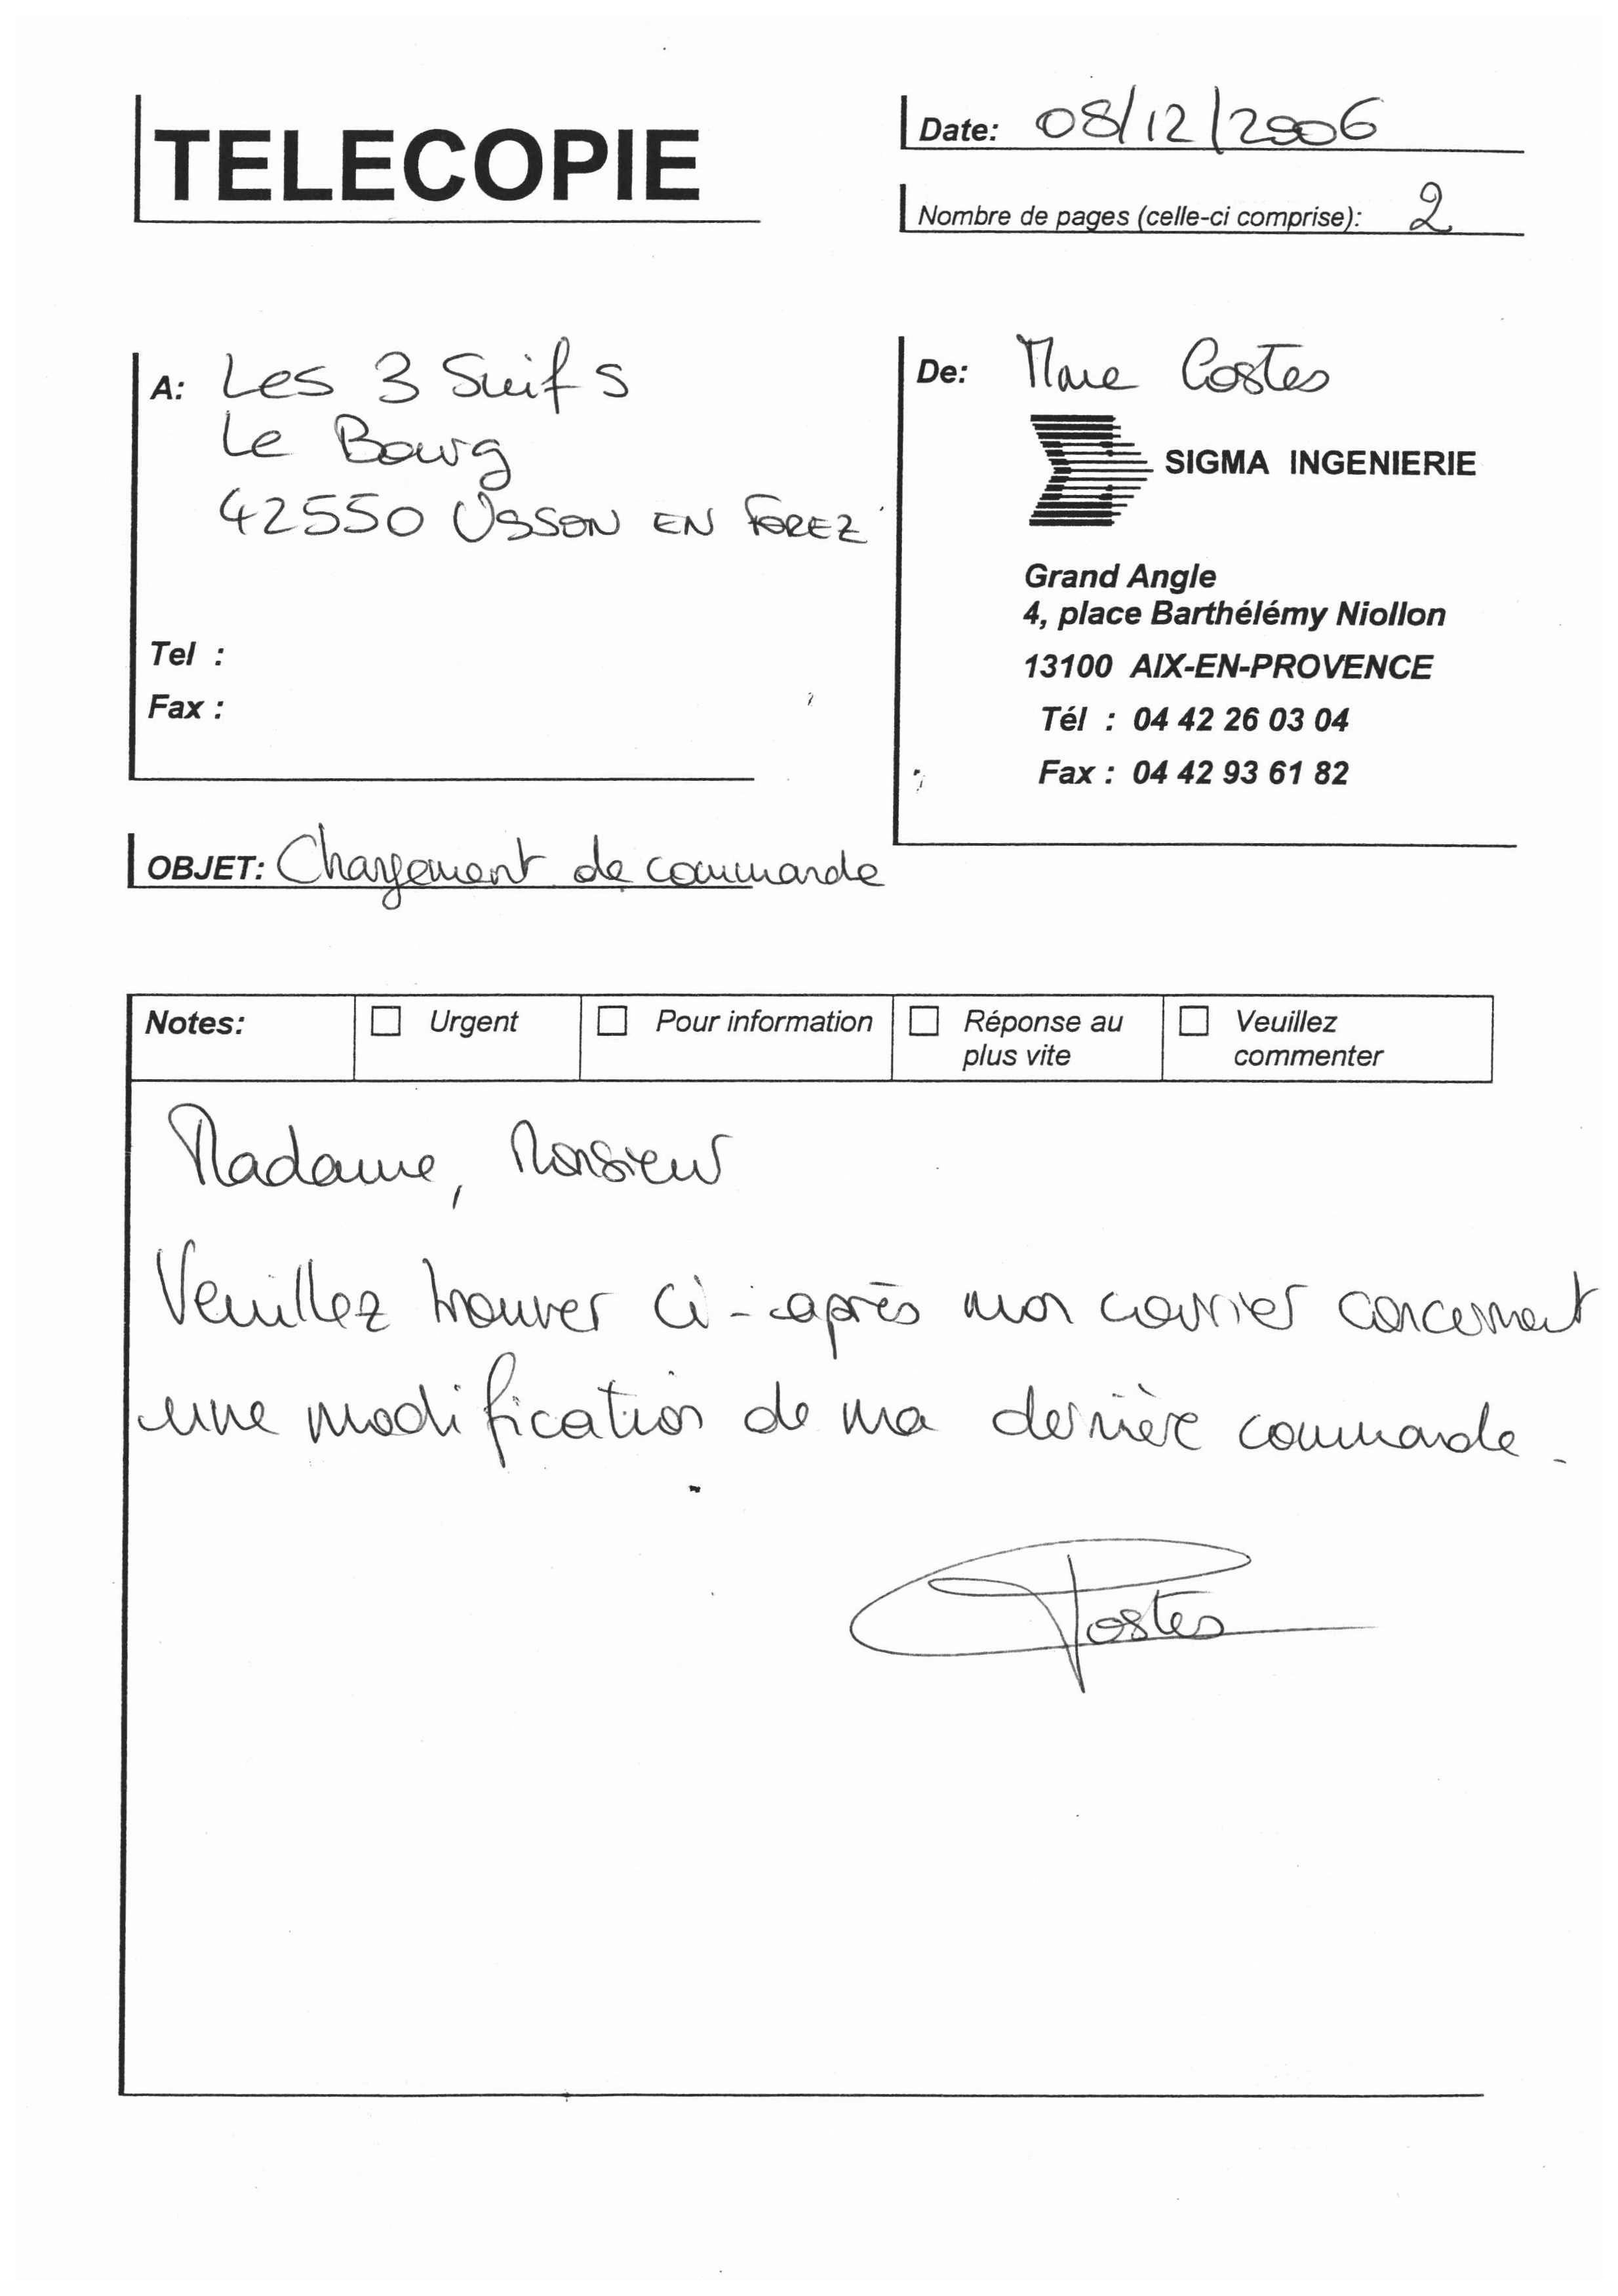 TELECOPIE
Date: 08/12/2006
Nombre de pages (celle-ci comprise): 2
A: Les 3 Suifs
Le Bourg
42550 USSON EN FOREZ
Tel :
Fax :
De: Mme Costes
SIGMA INGENIERIE
Grand Angle
4, place Barthélémy Niollon
13100 AIX-EN-PROVENCE
Tél : 04 42 26 03 04
Fax : 04 42 93 61 82
OBJET: Changement de commande
Notes:
Urgent
Pour information
Réponse au
plus vite
Veuillez
commenter
Madame, Monsieur
Veuillez trouver ci-après mon courrier concernant
une modification de ma dernière commande.
Costes